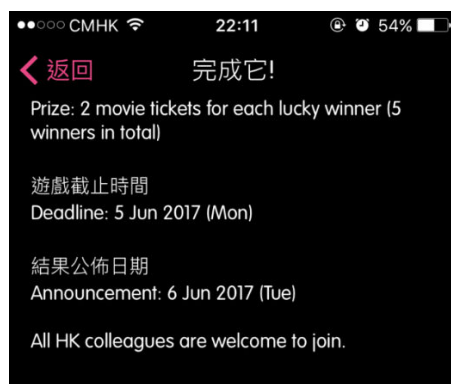 CMHK 22:11 54%
返回 完成它!
Prize: 2 movie tickets for each lucky winner (5
winners in total)
遊戲截止時間
Deadline: 5 Jun 2017 (Mon)
結果公佈日期
Announcement: 6 Jun 2017 (Tue)
All HK colleagues are welcome to join.